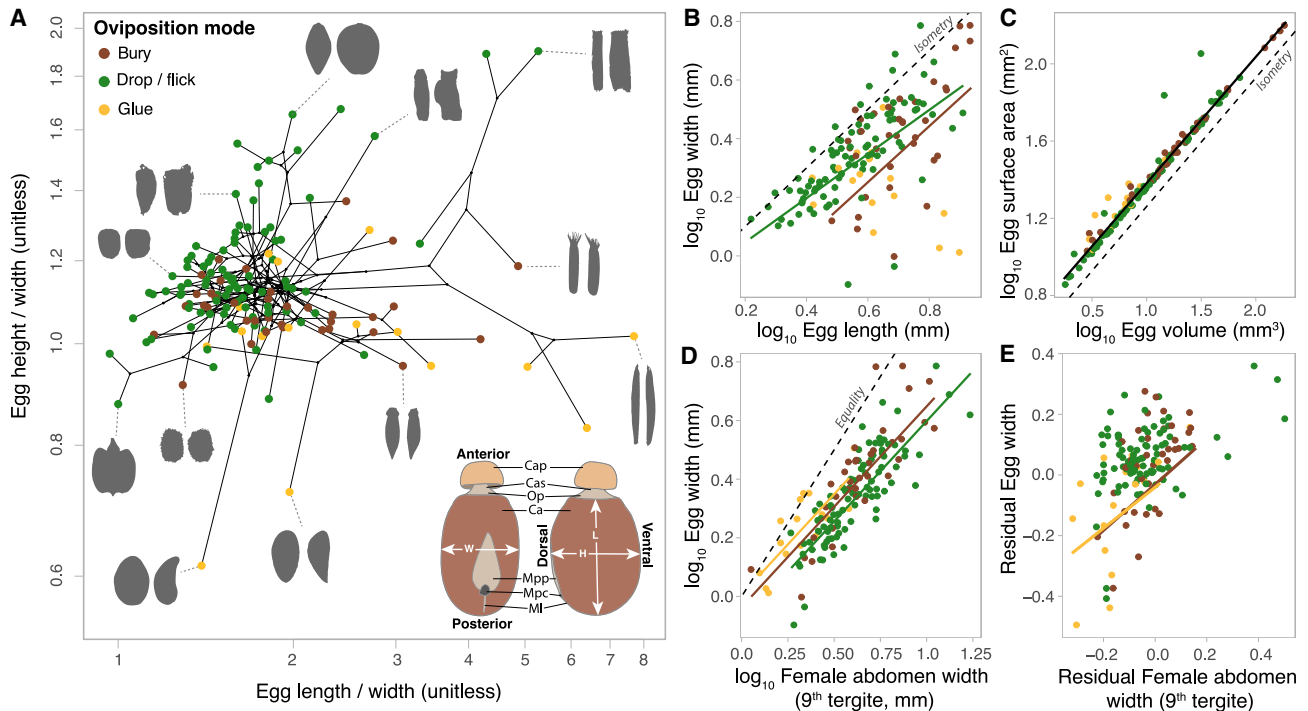 A
Oviposition mode
Bury
Drop / flick
Glue
Egg height / width (unitless)
2.0
1.8
1.6
1.4
1.2
1.0
0.8
0.6
1
2
3
4
5
6
7
8
Egg length / width (unitless)
Anterior
Cap
Cas
Op
Ca
W
Dorsal
H
L
Ventral
Mpp
Mpc
Ml
Posterior
B
log10 Egg width (mm)
0.8
0.6
0.4
0.2
0.0
Isometry
0.2
0.4
0.6
0.8
1.0
log10 Egg length (mm)
C
log10 Egg surface area (mm²)
2.0
1.6
1.2
0.8
Isometry
0.5
1.0
1.5
2.0
log10 Egg volume (mm³)
D
log10 Egg width (mm)
0.8
0.6
0.4
0.2
0.0
Equality
0.0
0.25
0.50
0.75
1.00
1.25
log10 Female abdomen width
(9th tergite, mm)
E
Residual Egg width
0.4
0.2
0.0
−0.2
−0.4
−0.2
0.0
0.2
0.4
Residual Female abdomen
width (9th tergite)